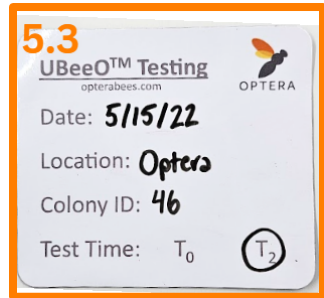 5.3
UBeeO™ Testing
opterabees.com
OPTERA
Date: 5/15/22
Location: Optera
Colony ID: 46
Test Time: T₀ T₂